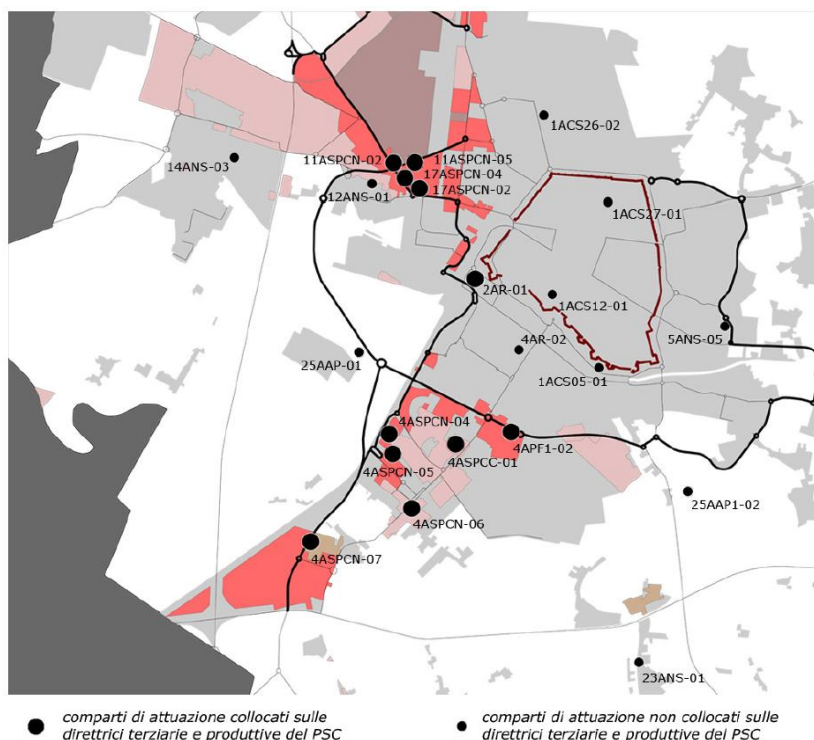 1ACS26-02
14ANS-03
11ASPCN-02
11ASPCN-05
17ASPCN-04
12ANS-01
17ASPCN-02
1ACS27-01
2AR-01
1ACS12-01
5ANS-05
4AR-02
25AAP-01
1ACS05-01
4ASPCN-04
4ASPCN-05
4ASPCC-01
4APF1-02
25AAP1-02
4ASPCN-06
4ASPCN-07
23ANS-01
comparti di attuazione collocati sulle
direttrici terziarie e produttive del PSC
comparti di attuazione non collocati sulle
direttrici terziarie e produttive del PSC